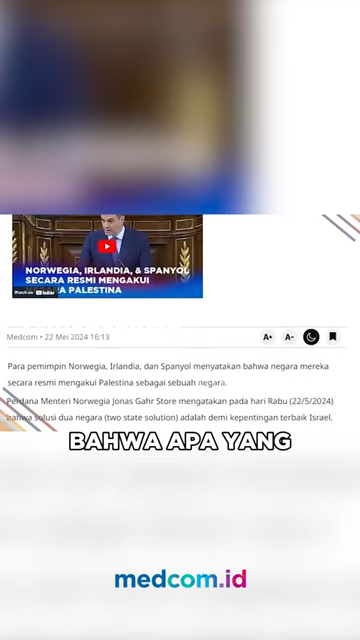 NORWEGIA, IRLANDIA, & SPANYOL
SECARA RESMI MENGAKUI
PALESTINA
Watch on YouTube
Medcom • 22 Mei 2024 16:13
A+ A-
Para pemimpin Norwegia, Irlandia, dan Spanyol menyatakan bahwa negara mereka
secara resmi mengakui Palestina sebagai sebuah negara.
Perdana Menteri Norwegia Jonas Gahr Store mengatakan pada hari Rabu (22/5/2024)
bahwa solusi dua negara (two state solution) adalah demi kepentingan terbaik Israel.
BAHWA APA YANG
medcom.id